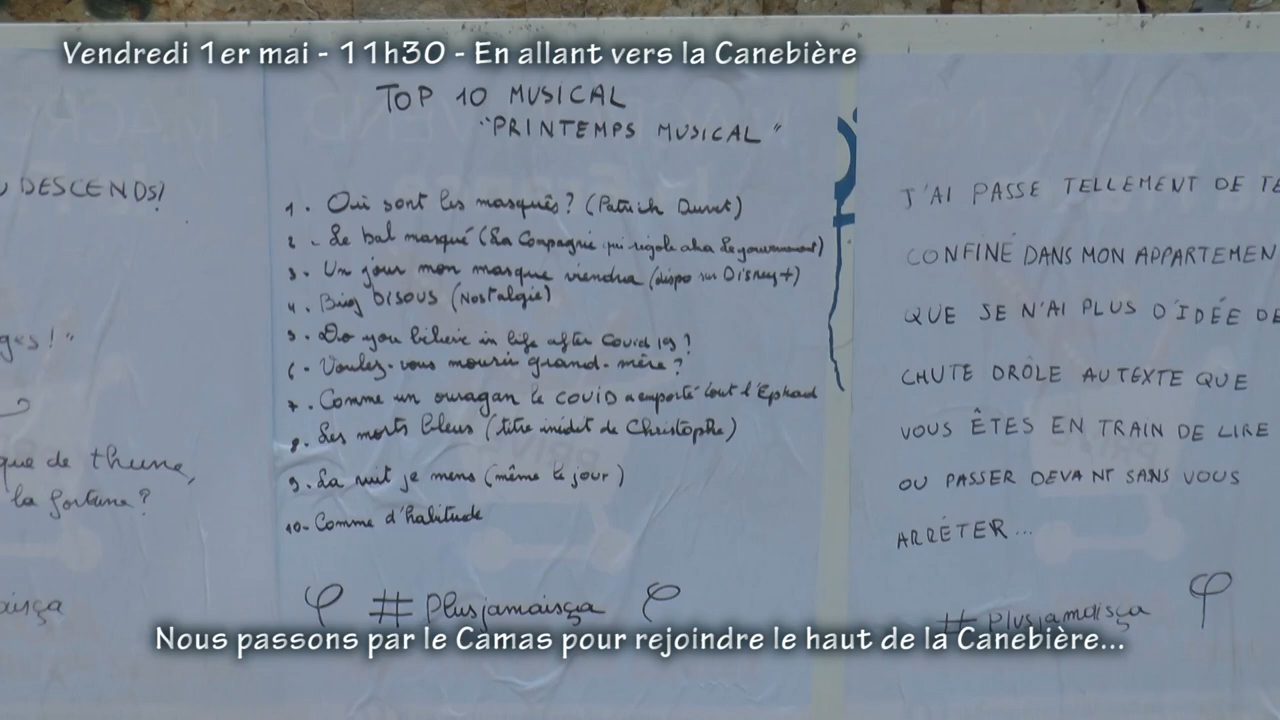 Vendredi 1er mai - 11h30 - En allant vers la Canebière
DESCENDS!
que de thune,
la fortune?
TOP 10 MUSICAL
"PRINTEMPS MUSICAL"
1. Où sont les masqués? (Patrick Duvet)
2. Le bal masqué (La Compagnie qui rigole aka Le gouvernement)
3. Un jour mon masque viendra (dispo sur Disney+)
4. Big bisous (Nostalgie)
5. Do you believe in life after Covid 19?
6. Voulez-vous mourir grand-mère?
7. Comme un ouragan le COVID a emporté tout l'Ephad
8. Les mots bleus (titre inédit de Christophe)
9. La nuit je mens (même le jour)
10- Comme d'habitude
#Plusjamaisça
J'AI PASSE TELLEMENT DE TE
CONFINÉ DANS MON APPARTEMEN
QUE SE N'AI PLUS D'IDÉE DE
CHUTE DRÔLE AU TEXTE QUE
VOUS ÊTES EN TRAIN DE LIRE
OU PASSER DEVANT SANS VOUS
ARRÊTER...
#plusjamaisça
Nous passons par le Camas pour rejoindre le haut de la Canebière...